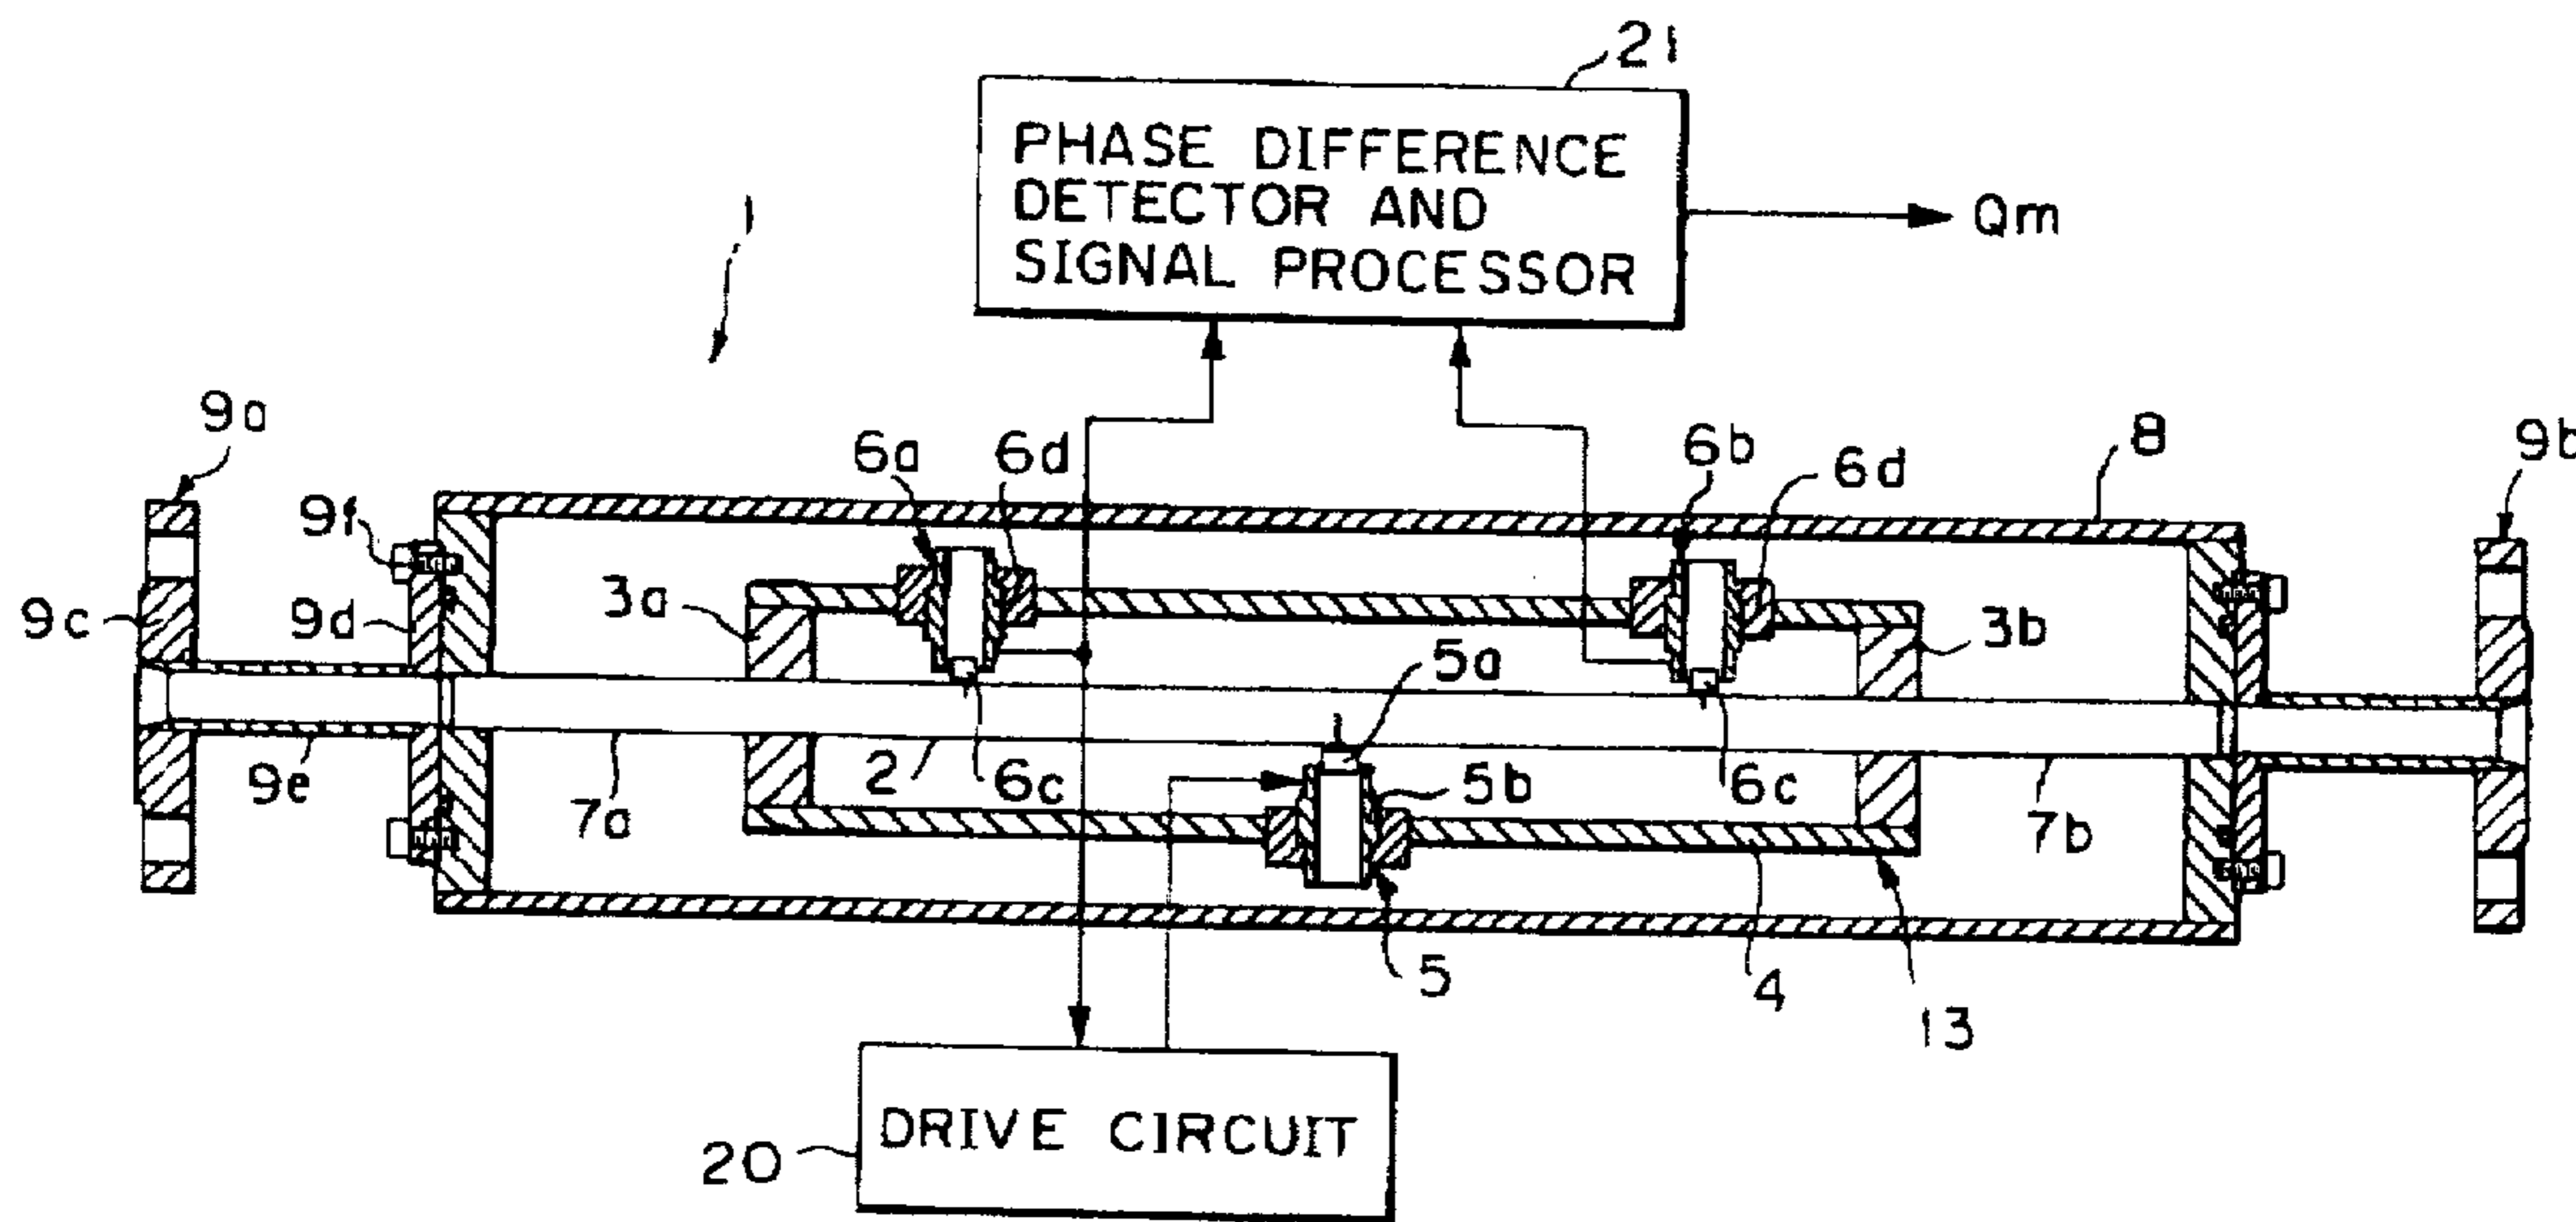 21
PHASE DIFFERENCE
DETECTOR AND
SIGNAL PROCESSOR
Qm
1
9a
6a
6d
6b
6d
8
9b
9f
3a
9c
9d
3b
5a
9e
7a
2
6c
5b
6c
7b
5
4
13
20
DRIVE CIRCUIT